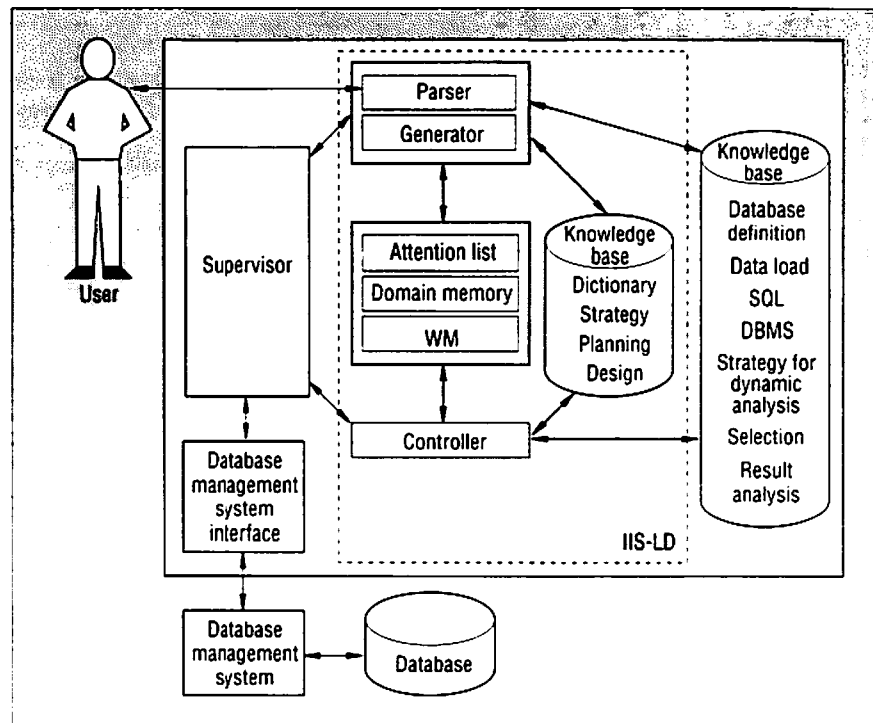 User
Supervisor
Database
management
system
interface
Database
management
system
Database
Parser
Generator
Attention list
Domain memory
WM
Controller
Knowledge
base
Dictionary
Strategy
Planning
Design
IIS-LD
Knowledge
base
Database
definition
Data load
SQL
DBMS
Strategy for
dynamic
analysis
Selection
Result
analysis